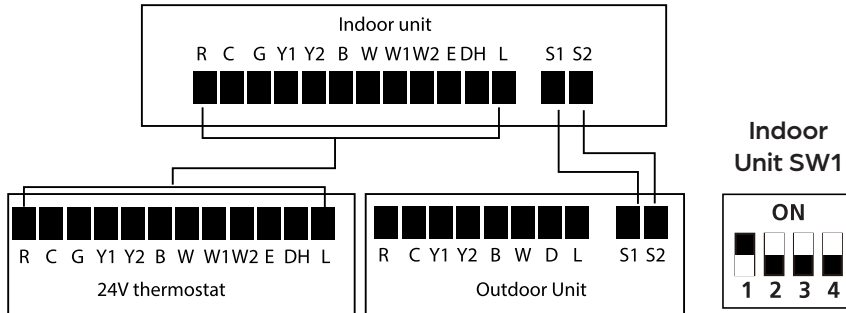 Indoor unit
R C G Y1 Y2 B W W1W2 E DH L S1 S2
Indoor
Unit SW1
ON
1 2 3 4
R C G Y1 Y2 B W W1W2 E DH L
24V thermostat
R C Y1 Y2 B W D L S1 S2
Outdoor Unit